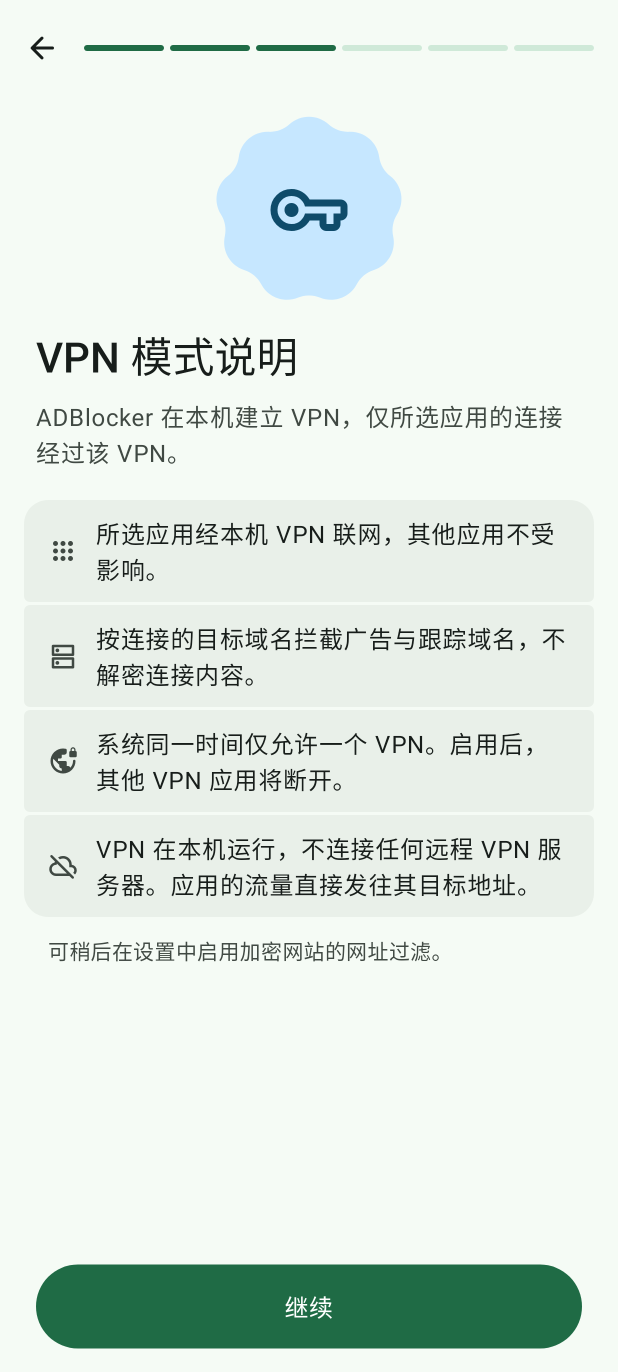 VPN 模式说明
ADBlocker 在本机建立 VPN，仅所选应用的连接
经过该 VPN。
所选应用经本机 VPN 联网，其他应用不受
影响。
按连接的目标域名拦截广告与跟踪域名，不
解密连接内容。
系统同一时间仅允许一个 VPN。启用后，
其他 VPN 应用将断开。
VPN 在本机运行，不连接任何远程 VPN 服
务器。应用的流量直接发往其目标地址。
可稍后在设置中启用加密网站的网址过滤。
继续